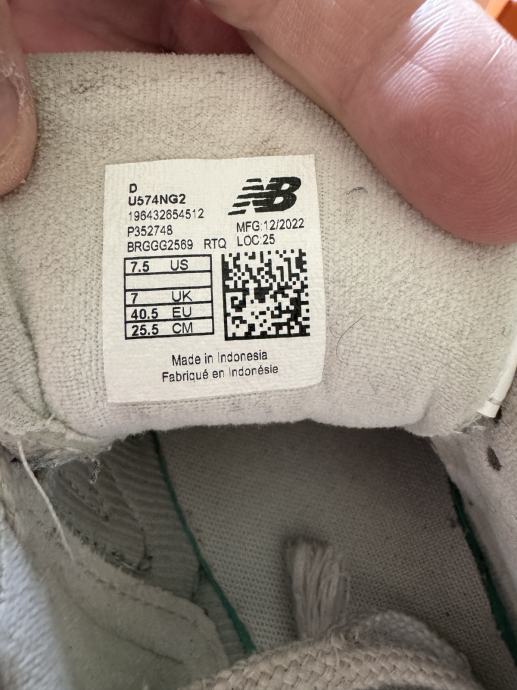 D
U574NG2
196432654512
P352748
MFG:12/2022
BRGGG2569 RTQ LOC:25
7.5 US
7 UK
40.5 EU
25.5 CM
Made in Indonesia
Fabriqué en Indonésie